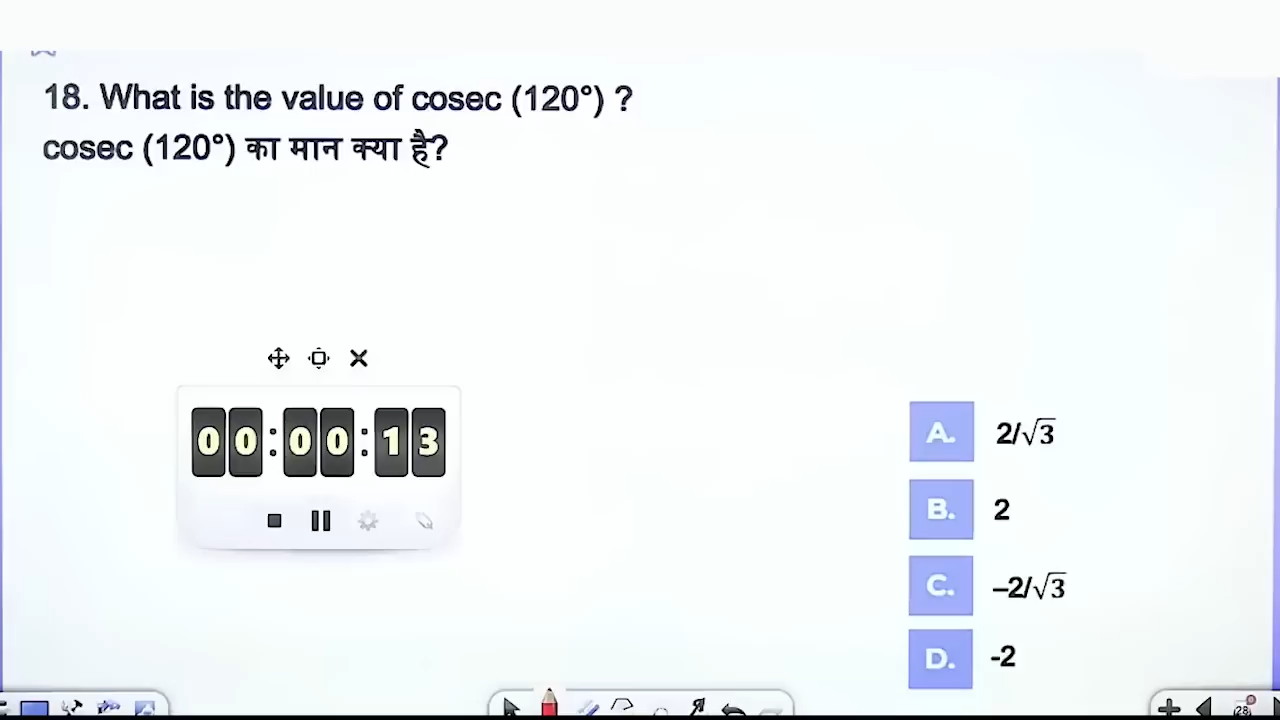 18. What is the value of cosec (120°) ?
cosec (120°) का मान क्या है?
00:00:13
A. 2/√3
B. 2
C. –2/√3
D. -2
28